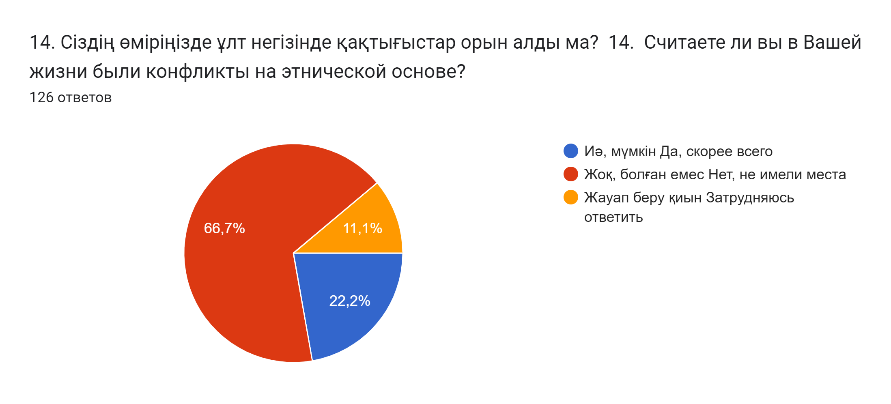 14. Сіздің өміріңізде ұлт негізінде қақтығыстар орын алды ма?  14.  Считаете ли вы в Вашей
жизни были конфликты на этнической основе?
126 ответов
66,7%
11,1%
22,2%
Иә, мүмкін Да, скорее всего
Жоқ, болған емес Нет, не имели места
Жауап беру қиын Затрудняюсь
ответить